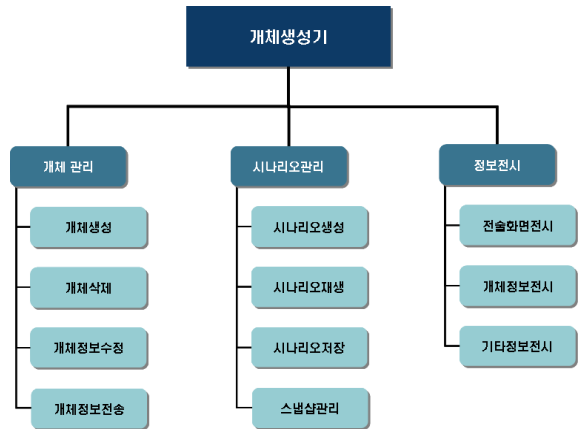 개체생성기
개체 관리
개체생성
개체삭제
개체정보수정
개체정보전송
시나리오관리
시나리오생성
시나리오재생
시나리오저장
스냅샵관리
정보전시
전술화면전시
개체정보전시
기타정보전시